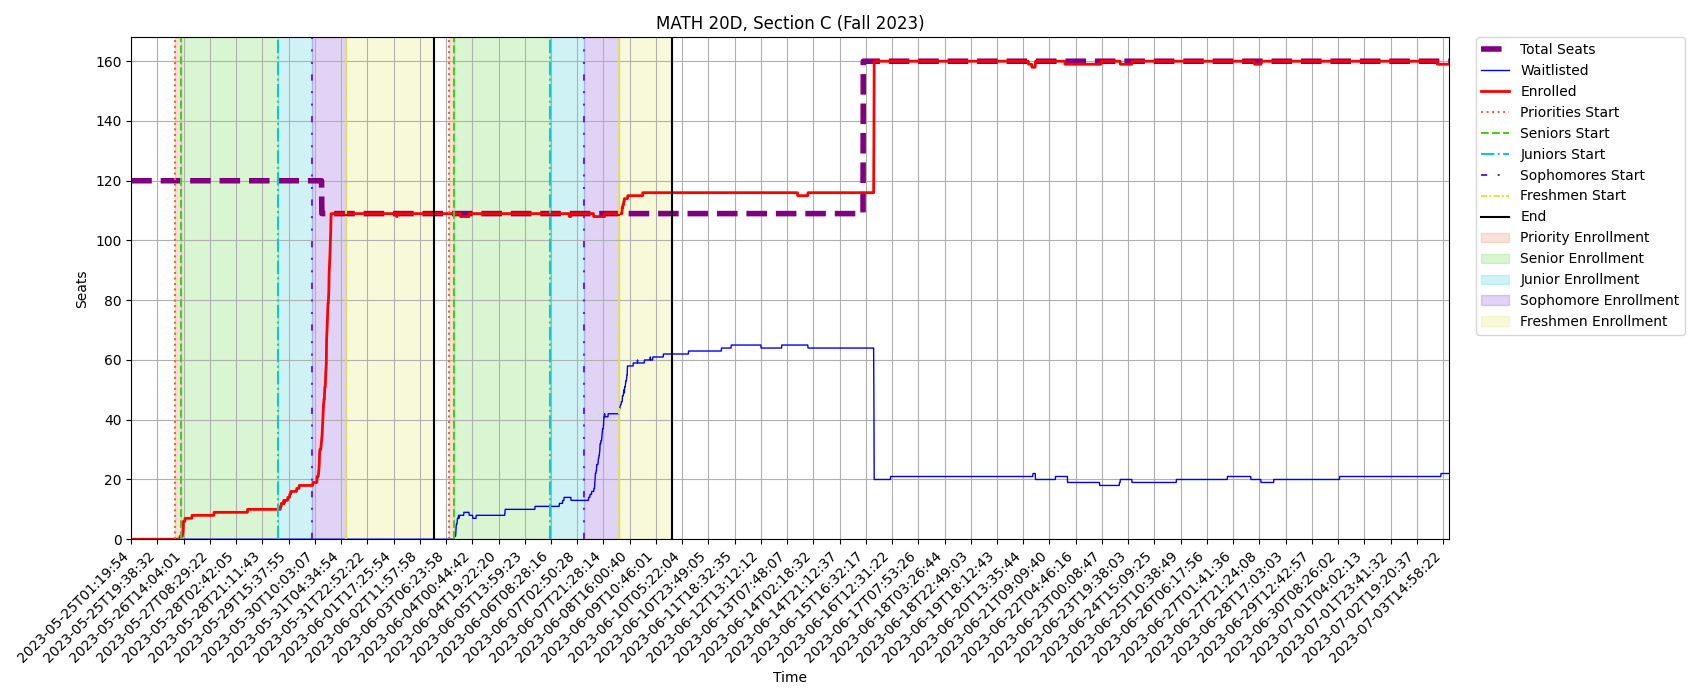 MATH 20D, Section C (Fall 2023)
Seats
160
140
120
100
80
60
40
20
0
2023-05-25T01:19:54
2023-05-25T19:38:32
2023-05-26T14:04:01
2023-05-27T08:29:22
2023-05-28T02:42:05
2023-05-28T21:11:43
2023-05-29T15:37:55
2023-05-30T10:03:07
2023-05-31T04:34:54
2023-05-31T22:52:22
2023-06-01T17:25:54
2023-06-02T11:57:58
2023-06-03T06:23:58
2023-06-04T00:44:42
2023-06-04T19:22:20
2023-06-05T13:59:23
2023-06-06T08:28:16
2023-06-07T02:50:28
2023-06-07T21:28:14
2023-06-08T16:00:40
2023-06-09T10:46:01
2023-06-10T05:22:04
2023-06-10T23:49:05
2023-06-11T18:32:35
2023-06-12T13:12:12
2023-06-13T07:48:07
2023-06-14T02:18:32
2023-06-14T21:12:37
2023-06-15T16:32:17
2023-06-16T12:31:22
2023-06-17T07:53:26
2023-06-18T03:26:44
2023-06-18T22:49:03
2023-06-19T18:12:43
2023-06-20T13:35:44
2023-06-21T09:09:40
2023-06-22T04:46:16
2023-06-23T00:08:47
2023-06-23T19:38:03
2023-06-24T15:09:25
2023-06-25T10:38:49
2023-06-26T06:17:56
2023-06-27T01:41:36
2023-06-27T21:24:08
2023-06-28T17:03:03
2023-06-29T12:42:57
2023-06-30T08:26:02
2023-07-01T04:02:13
2023-07-01T23:41:32
2023-07-02T19:20:37
2023-07-03T14:58:22
Time
Total Seats
Waitlisted
Enrolled
Priorities Start
Seniors Start
Juniors Start
Sophomores Start
Freshmen Start
End
Priority Enrollment
Senior Enrollment
Junior Enrollment
Sophomore Enrollment
Freshmen Enrollment